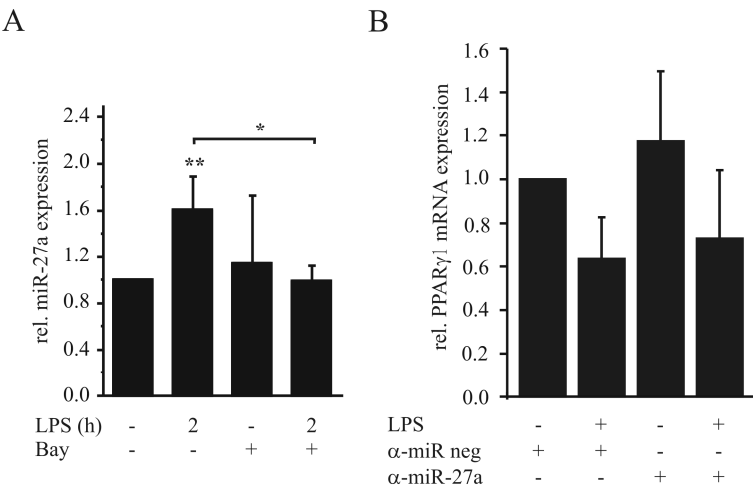 A
rel. miR-27a expression
2.4
2.0
1.6
1.2
0.8
0.4
0.0
*
**
LPS (h) - 2 - 2
Bay - - + +
B
rel. PPARγ1 mRNA expression
1.6
1.4
1.2
1.0
0.8
0.6
0.4
0.2
0.0
LPS - + - +
α-miR neg + + - -
α-miR-27a - - + +